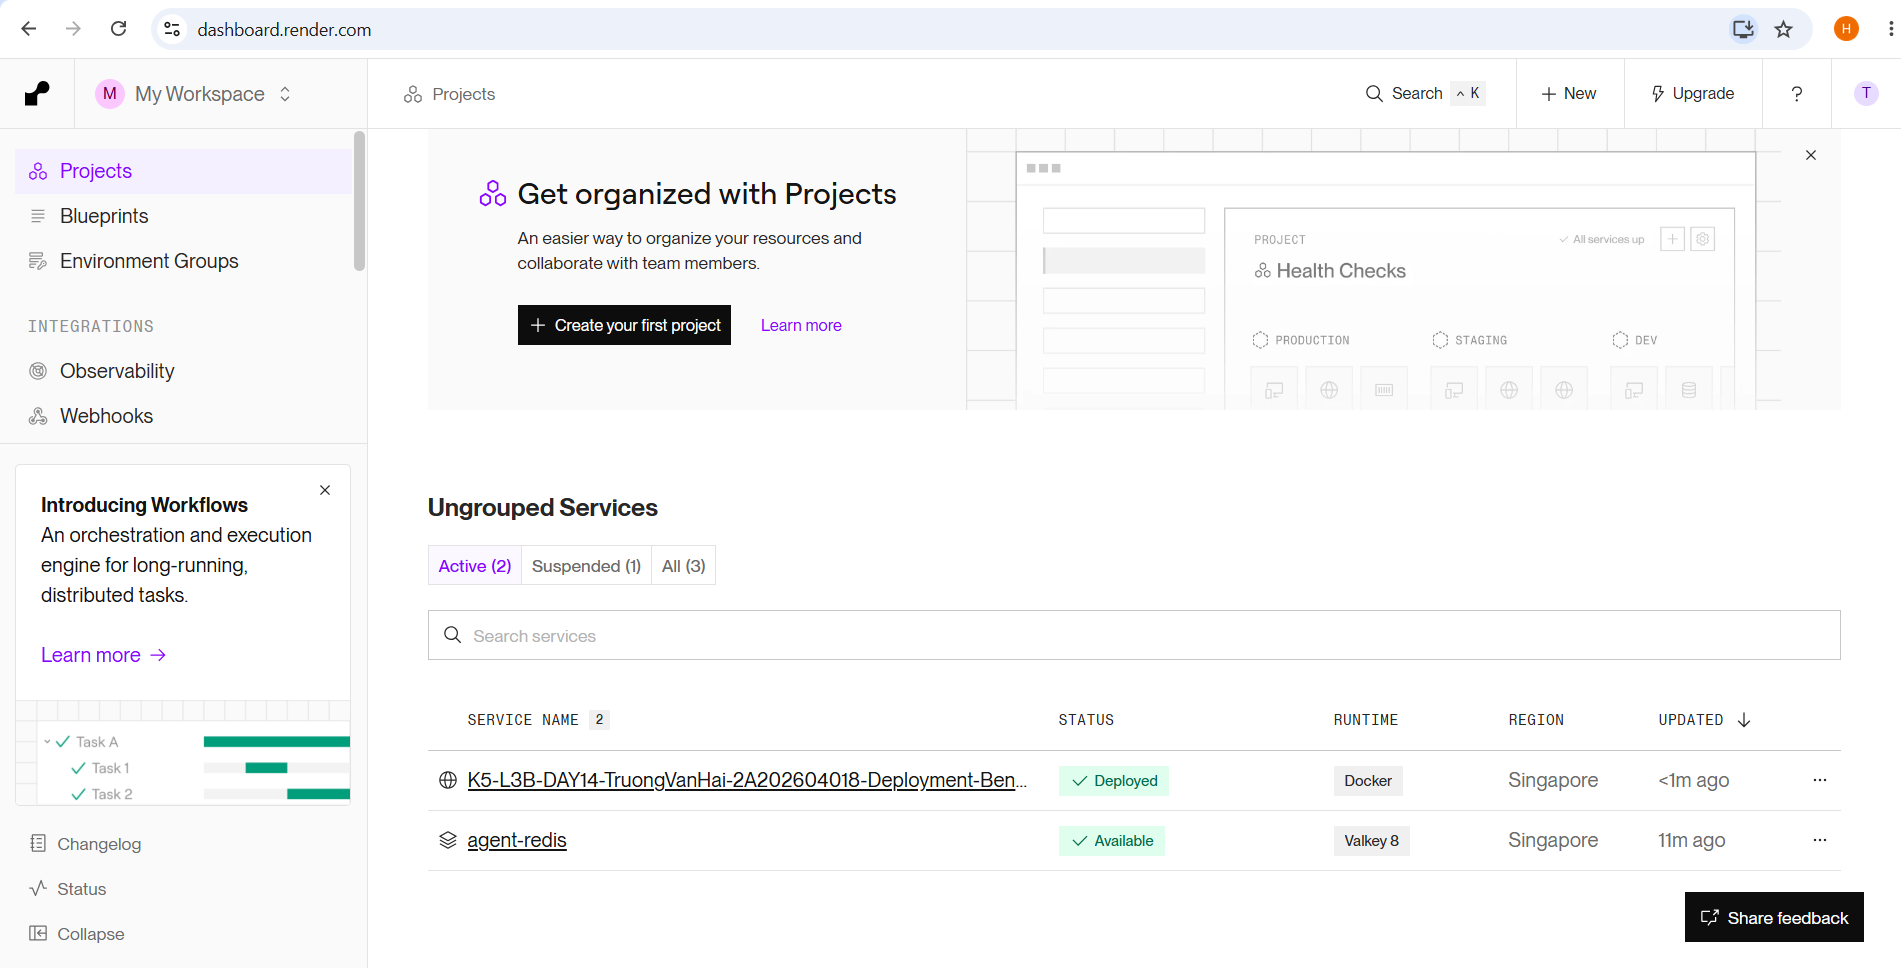 dashboard.render.com
H
M My Workspace
Projects
Search ^ K
+ New
Upgrade
?
T
Projects
Blueprints
Environment Groups
INTEGRATIONS
Observability
Webhooks
Introducing Workflows
An orchestration and execution
engine for long-running,
distributed tasks.
Learn more →
Task A
Task 1
Task 2
Changelog
Status
Collapse
Get organized with Projects
An easier way to organize your resources and
collaborate with team members.
+ Create your first project
Learn more
PROJECT
All services up
Health Checks
PRODUCTION
STAGING
DEV
Ungrouped Services
Active (2)
Suspended (1)
All (3)
Search services
SERVICE NAME 2
STATUS
RUNTIME
REGION
UPDATED ↓
K5-L3B-DAY14-TruongVanHai-2A202604018-Deployment-Ben...
Deployed
Docker
Singapore
<1m ago
agent-redis
Available
Valkey 8
Singapore
11m ago
Share feedback